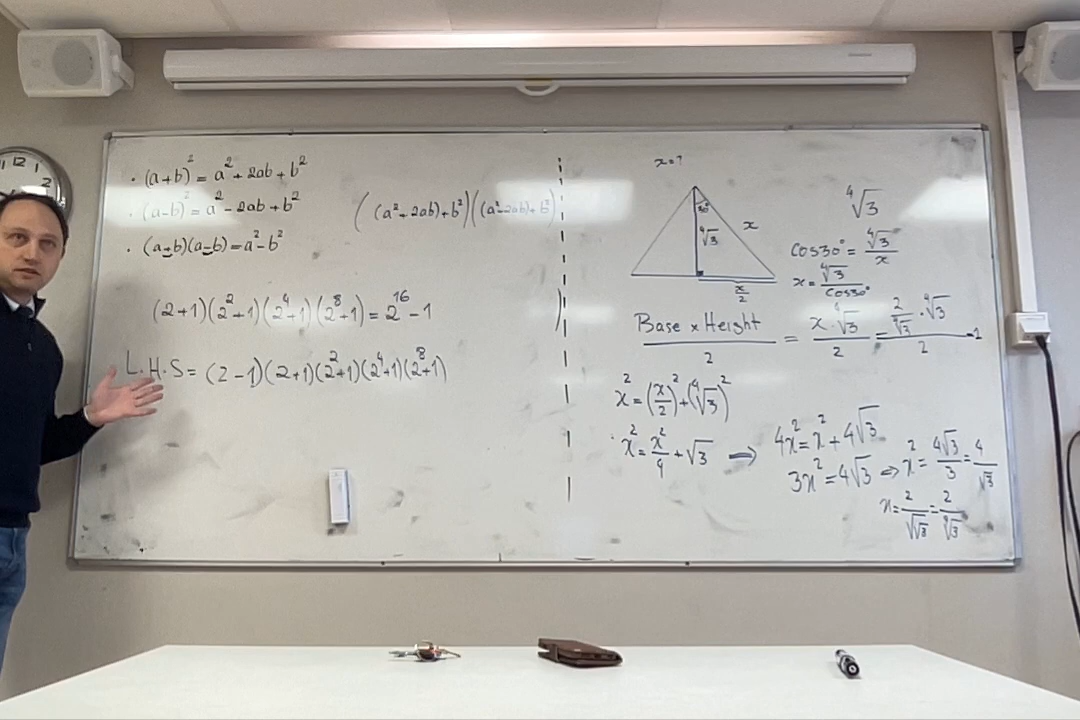 12
1
2
• (a+b)² = a² + 2ab + b²
• (a-b)² = a² - 2ab + b²
• (a+b)(a-b) = a² - b²
((a²+2ab)+b²)((a²-2ab)+b²
(2+1)(2²+1)(2⁴+1)(2⁸+1) = 2¹⁶ - 1
)
L.H.S = (2-1)(2+1)(2²+1)(2⁴+1)(2⁸+1)
x = ?
30°
⁴√3
x
x/2
⁴√3
cos30° = ⁴√3/x
x = ⁴√3/cos30°
Base x Height/2 = x·⁴√3/2 = 2/⁴√3·⁴√3/2 = 1
x² = (x/2)² + (⁴√3)²
x² = x²/4 + √3 ⇒ 4x² = x² + 4√3
3x² = 4√3 ⇒ x² = 4√3/3 = 4/√3
x = 2/√√3 = 2/⁴√3